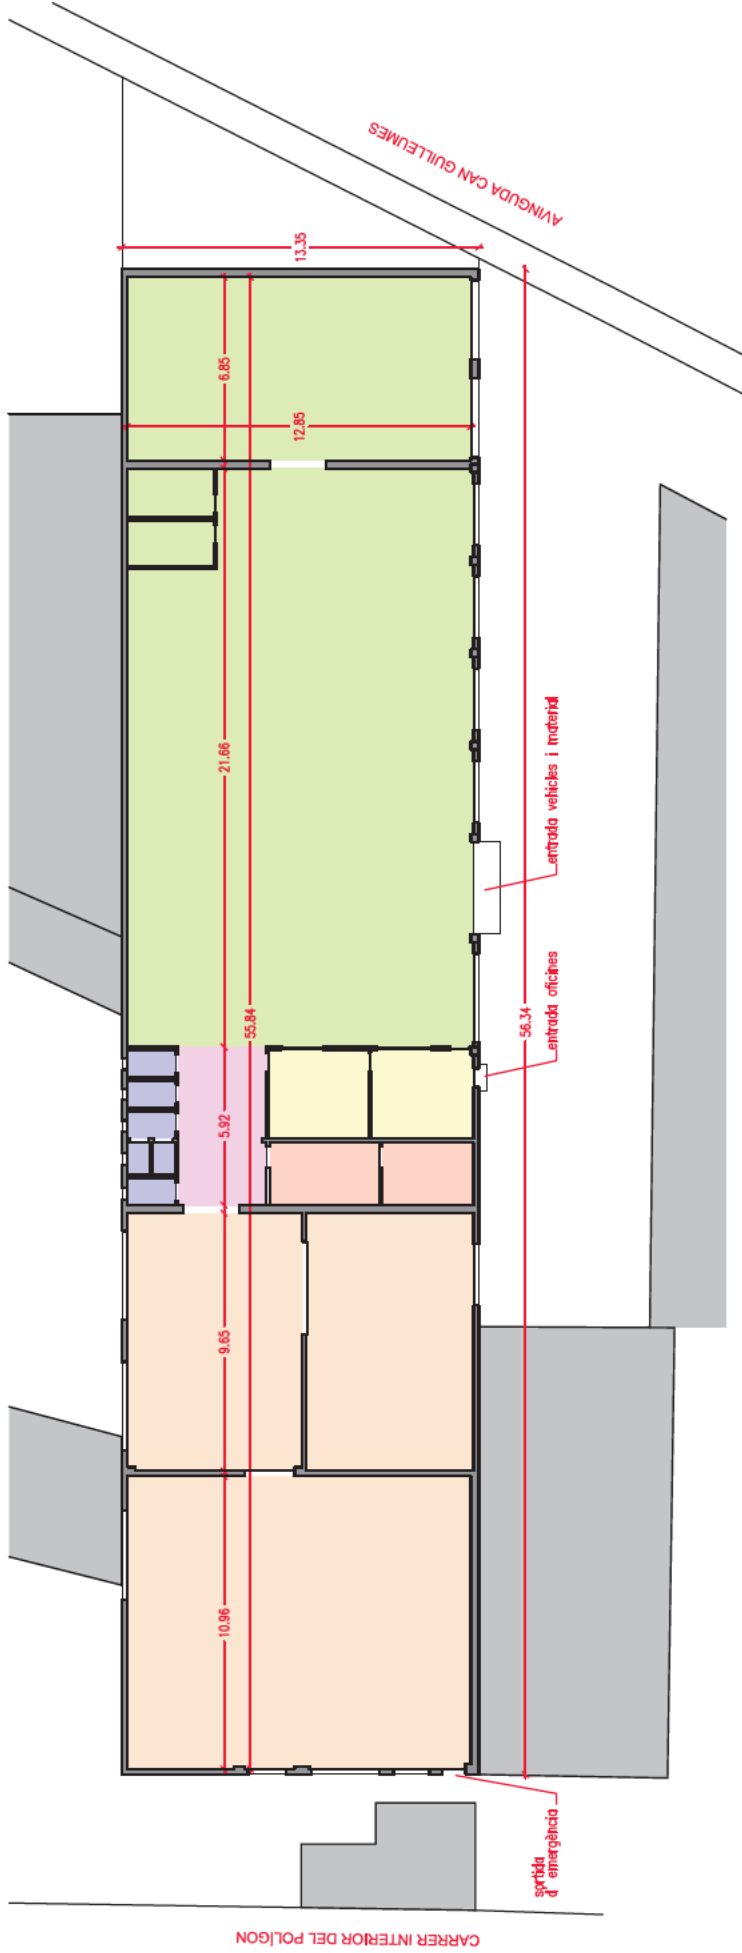 AVINGUDA CAN GUILLEUMES
13.35
6.85
12.85
21.66
entrada vehicles i material
55.84
56.34
entrada oficines
5.92
9.65
10.96
sortida
d' emergència
CARRER INTERIOR DEL POLÍGON